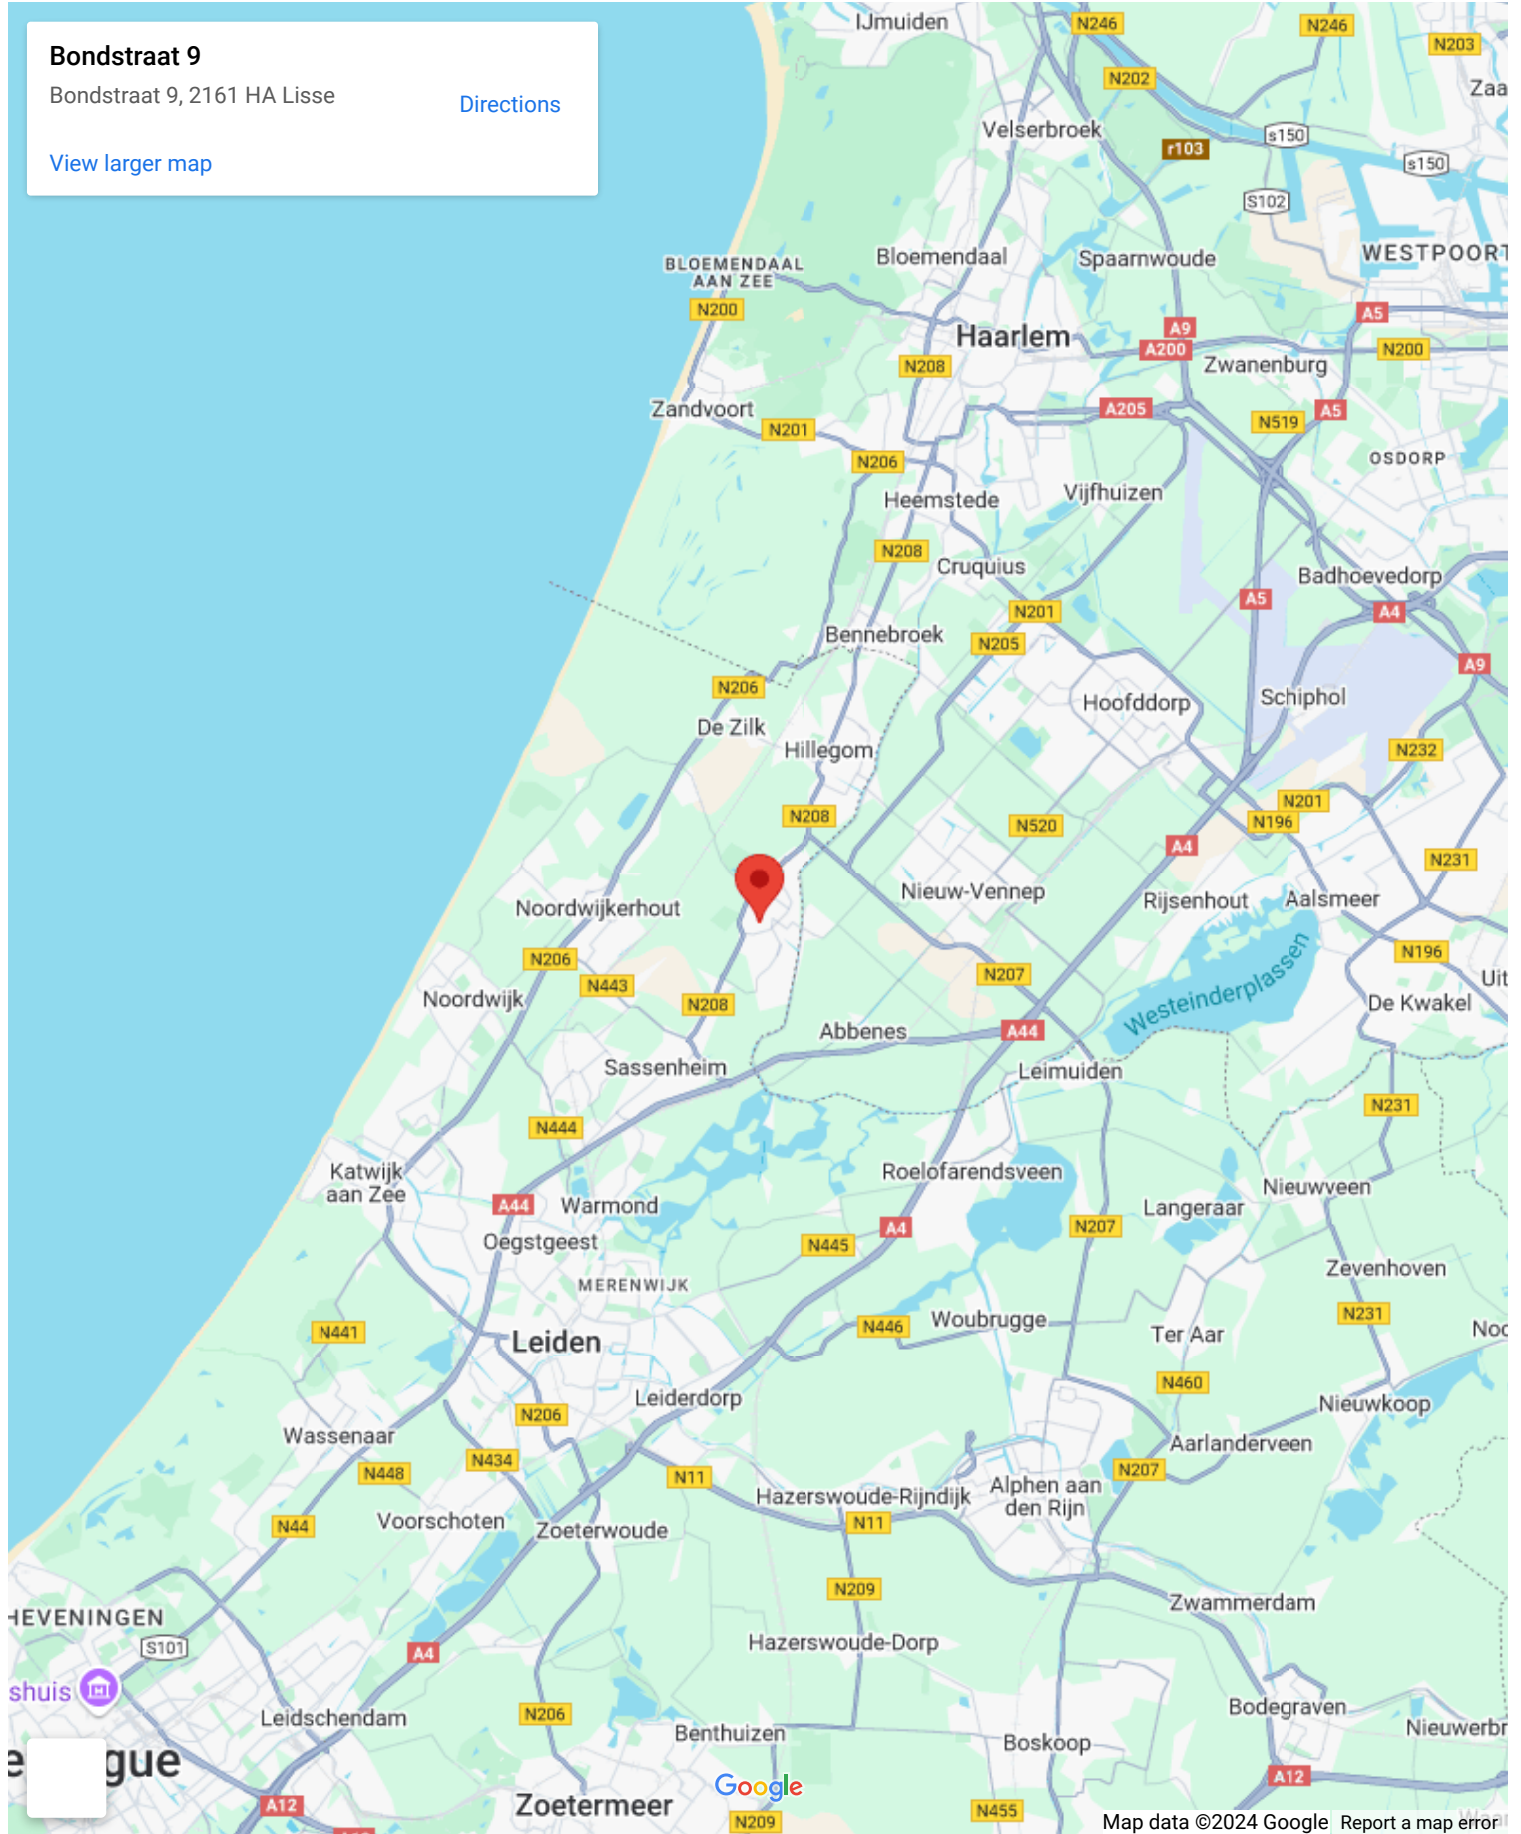 Bondstraat 9
Bondstraat 9, 2161 HA Lisse
Directions
View larger map
IJmuiden
N246
N246
N203
N202
Zaa
Velserbroek
s150
r103
s150
S102
BLOEMENDAAL
AAN ZEE
Bloemendaal
Spaarnwoude
WESTPOORT
N200
A5
Haarlem
A9
A200
N200
N208
Zwanenburg
Zandvoort
A205
A5
N201
N519
N206
OSDORP
Heemstede
Vijfhuizen
N208
Cruquius
Badhoevedorp
A5
N201
A4
Bennebroek
N205
A9
N206
Hoofddorp
Schiphol
De Zilk
Hillegom
N232
N208
N201
N520
N196
A4
N231
Nieuw-Vennep
Rijsenhout
Aalsmeer
Noordwijkerhout
N206
N196
N443
N207
Westeinderplassen
Uit
Noordwijk
N208
De Kwakel
Abbenes
A44
Sassenheim
Leimuiden
N231
N444
Katwijk
aan Zee
Roelofarendsveen
Nieuwveen
A44
Warmond
Langeraar
A4
N207
Oegstgeest
N445
Zevenhoven
MERENWIJK
N231
N441
N446
Woubrugge
Ter Aar
Noo
Leiden
N460
Leiderdorp
Nieuwkoop
N206
Wassenaar
Aarlanderveen
N434
N448
N11
N207
Hazerswoude-Rijndijk
Alphen aan
den Rijn
N44
Voorschoten
Zoeterwoude
N11
N209
Zwammerdam
HEVENINGEN
S101
Hazerswoude-Dorp
A4
shuis
Leidschendam
N206
Bodegraven
Benthuizen
Nieuwerbr
Boskoop
e
gue
Google
A12
A12
Zoetermeer
N455
N209
Map data ©2024 Google
Report a map error